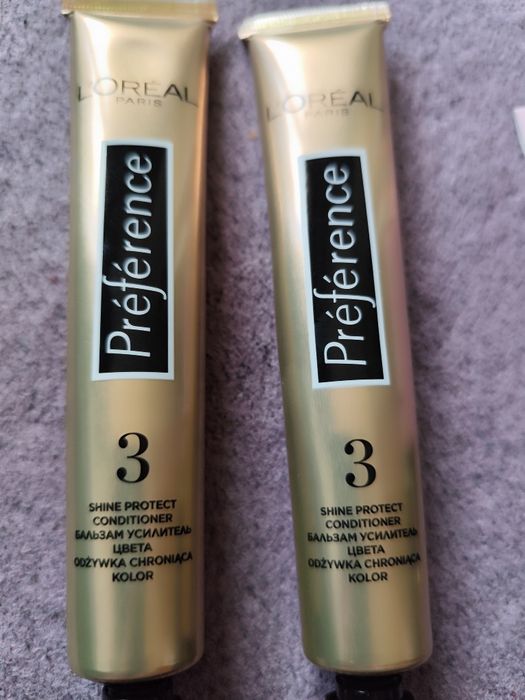 L'ORÉAL
PARIS
Préférence
3
SHINE PROTECT
CONDITIONER
БАЛЬЗАМ УСИЛИТЕЛЬ
ЦВЕТА
ODŻYWKA CHRONIĄCA
KOLOR
L'ORÉAL
PARIS
Préférence
3
SHINE PROTECT
CONDITIONER
БАЛЬЗАМ УСИЛИТЕЛЬ
ЦВЕТА
ODŻYWKA CHRONIĄCA
KOLOR